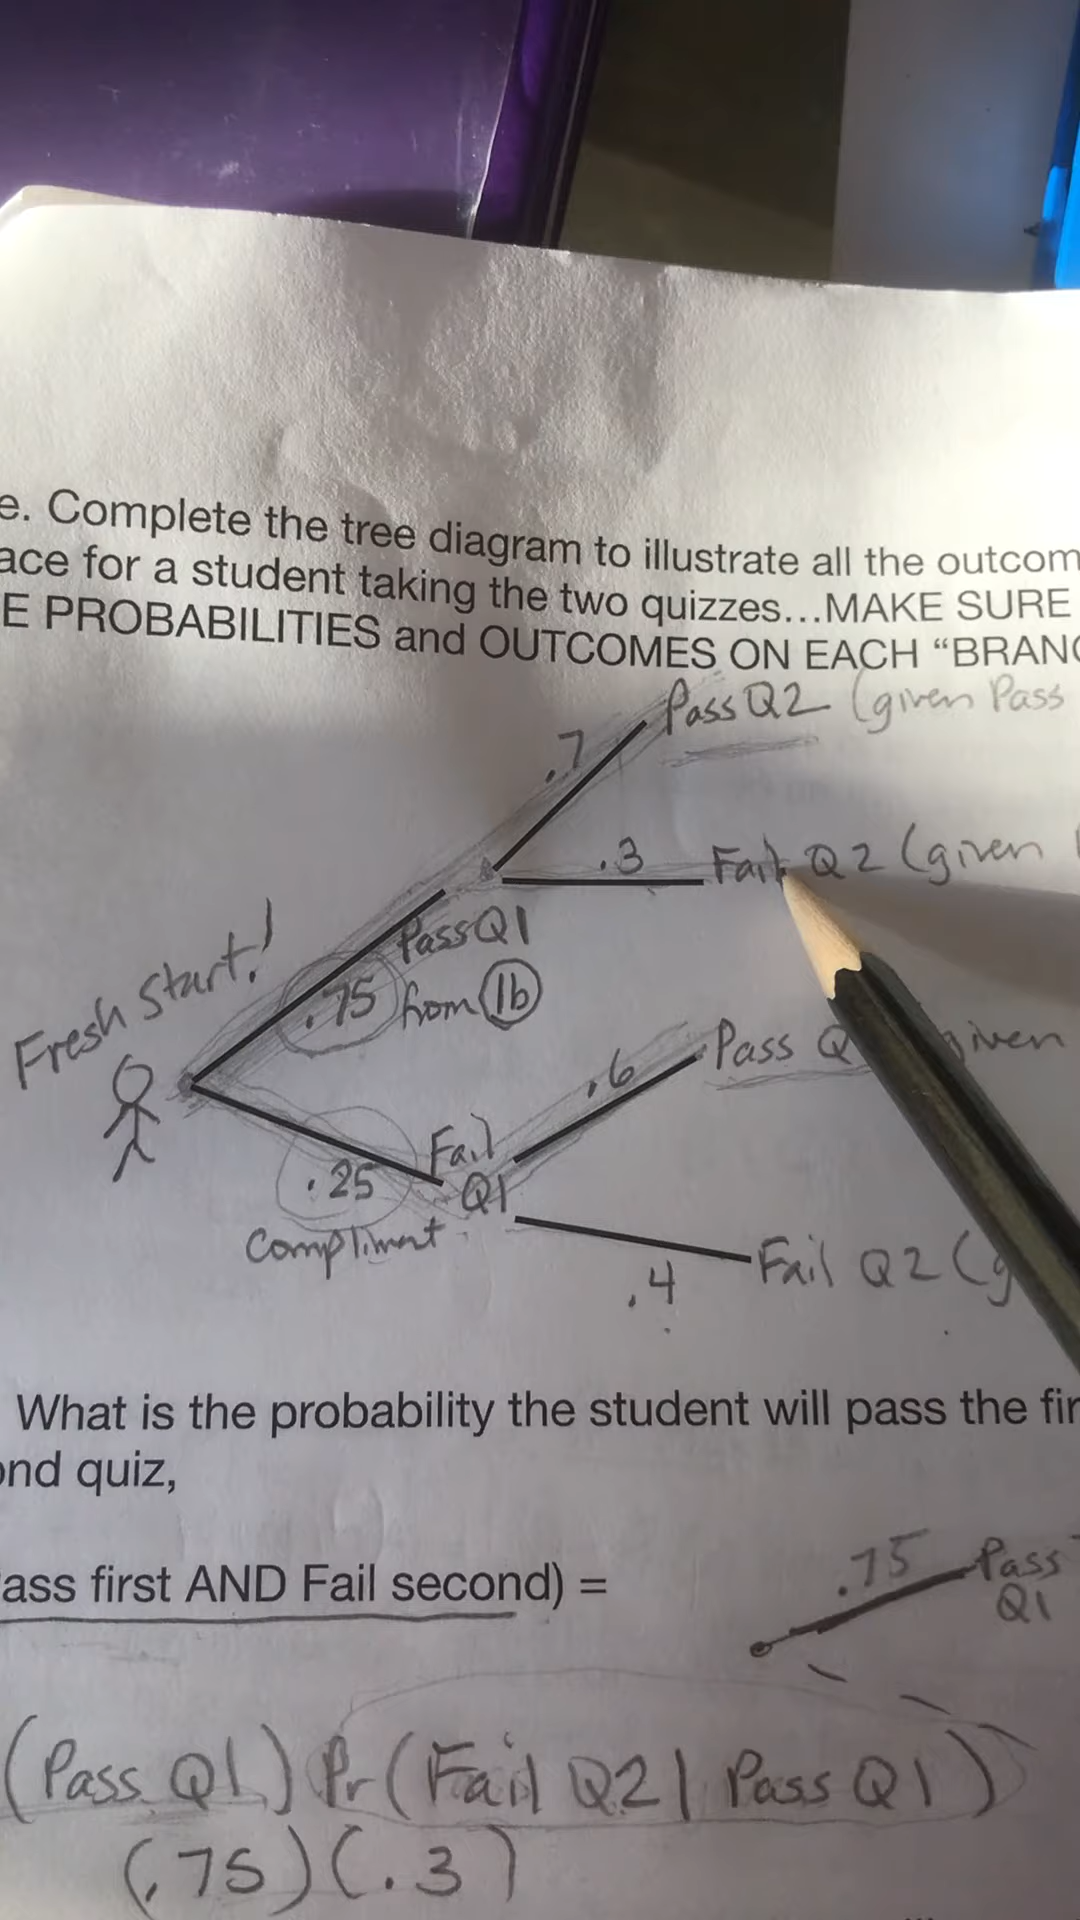 e. Complete the tree diagram to illustrate all the outcom
ace for a student taking the two quizzes...MAKE SURE
E PROBABILITIES and OUTCOMES ON EACH “BRANC
Pass Q2 (given Pass
.7
.3 Fail Q2 (given
Pass Q1
Fresh Start!
.75 from 1b
.6 Pass Q given
Fail
Q1
.25
Compliment
.4 Fail Q2 (g
What is the probability the student will pass the fir
ond quiz,
ass first AND Fail second) =
.75 Pass
Q1
(Pass Q1) Pr(Fail Q2 | Pass Q1)
(.75)(.3)